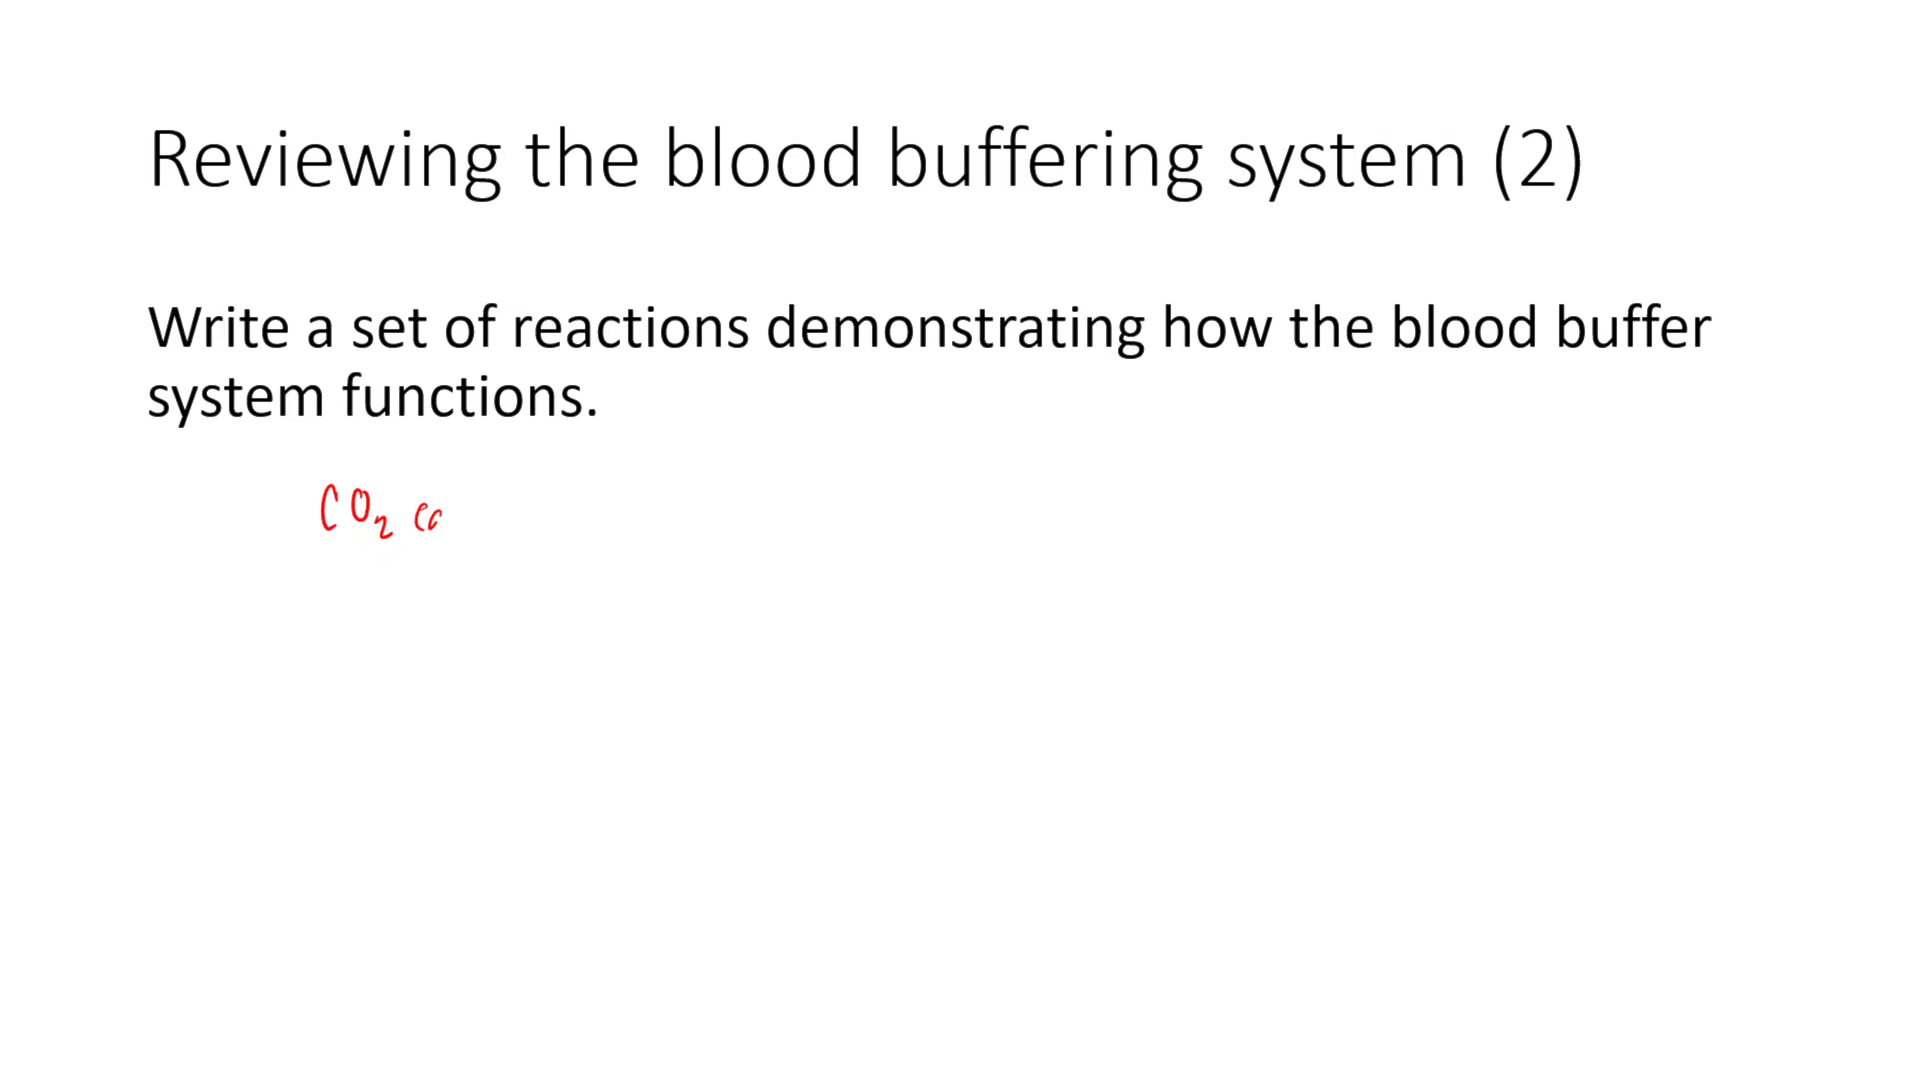 Reviewing the blood buffering system (2)
Write a set of reactions demonstrating how the blood buffer
system functions.
CO₂ (a